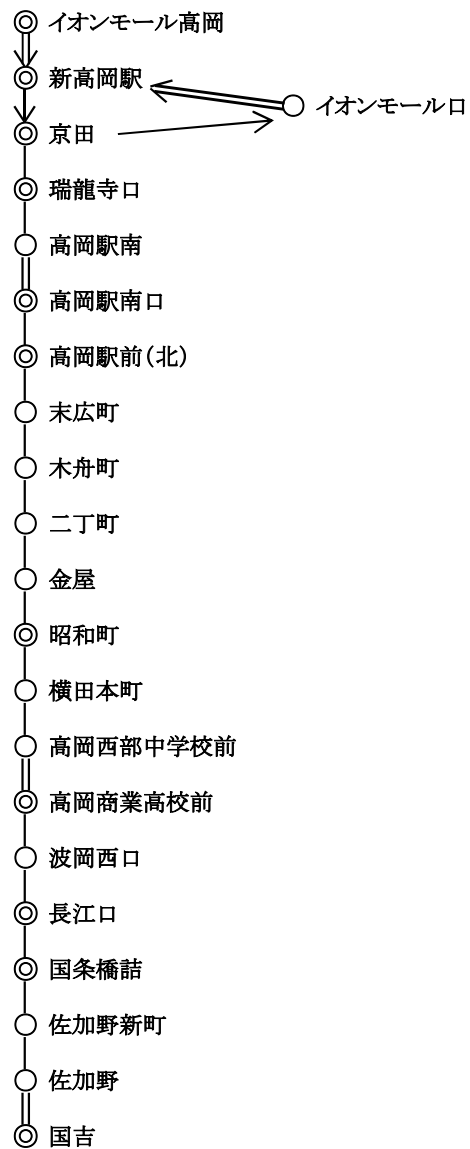 イオンモール高岡
新高岡駅
イオンモール口
京田
瑞龍寺口
高岡駅南
高岡駅南口
高岡駅前(北)
末広町
木舟町
二丁町
金屋
昭和町
横田本町
高岡西部中学校前
高岡商業高校前
波岡西口
長江口
国条橋詰
佐加野新町
佐加野
国吉